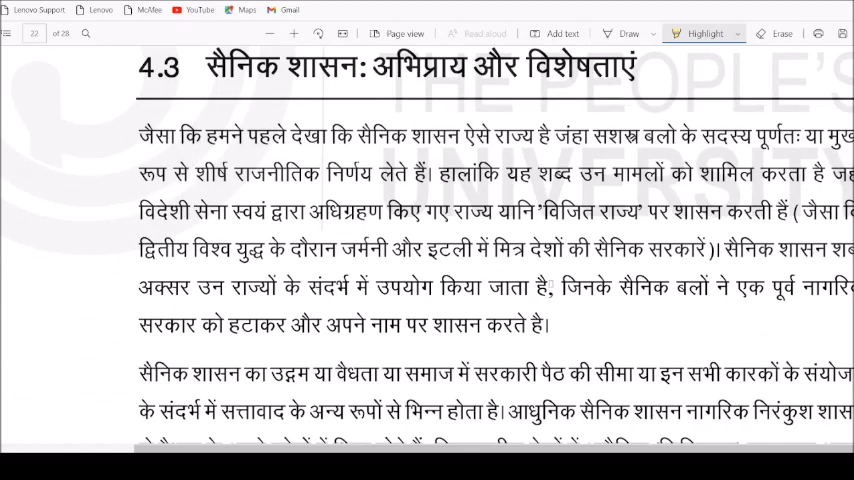 Lenovo Support Lenovo McAfee YouTube Maps Gmail
22 of 28 Page view Read aloud Add text Draw Highlight Erase
4.3 सैनिक शासन: अभिप्राय और विशेषताएं
THE PEOPLE'S
UNIVERSITY
जैसा कि हमने पहले देखा कि सैनिक शासन ऐसे राज्य है जंहा सशस्त्र बलो के सदस्य पूर्णतः या मुख
रूप से शीर्ष राजनीतिक निर्णय लेते हैं। हालांकि यह शब्द उन मामलों को शामिल करता है जह
विदेशी सेना स्वयं द्वारा अधिग्रहण किए गए राज्य यानि 'विजित राज्य' पर शासन करती हैं ( जैसा कि
द्वितीय विश्व युद्ध के दौरान जर्मनी और इटली में मित्र देशों की सैनिक सरकारें )। सैनिक शासन शब
अक्सर उन राज्यों के संदर्भ में उपयोग किया जाता है, जिनके सैनिक बलों ने एक पूर्व नागरि
सरकार को हटाकर और अपने नाम पर शासन करते है।
सैनिक शासन का उद्गम या वैधता या समाज में सरकारी पैठ की सीमा या इन सभी कारकों के संयोज
के संदर्भ में सत्तावाद के अन्य रूपों से भिन्न होता है। आधुनिक सैनिक शासन नागरिक निरंकुश शास